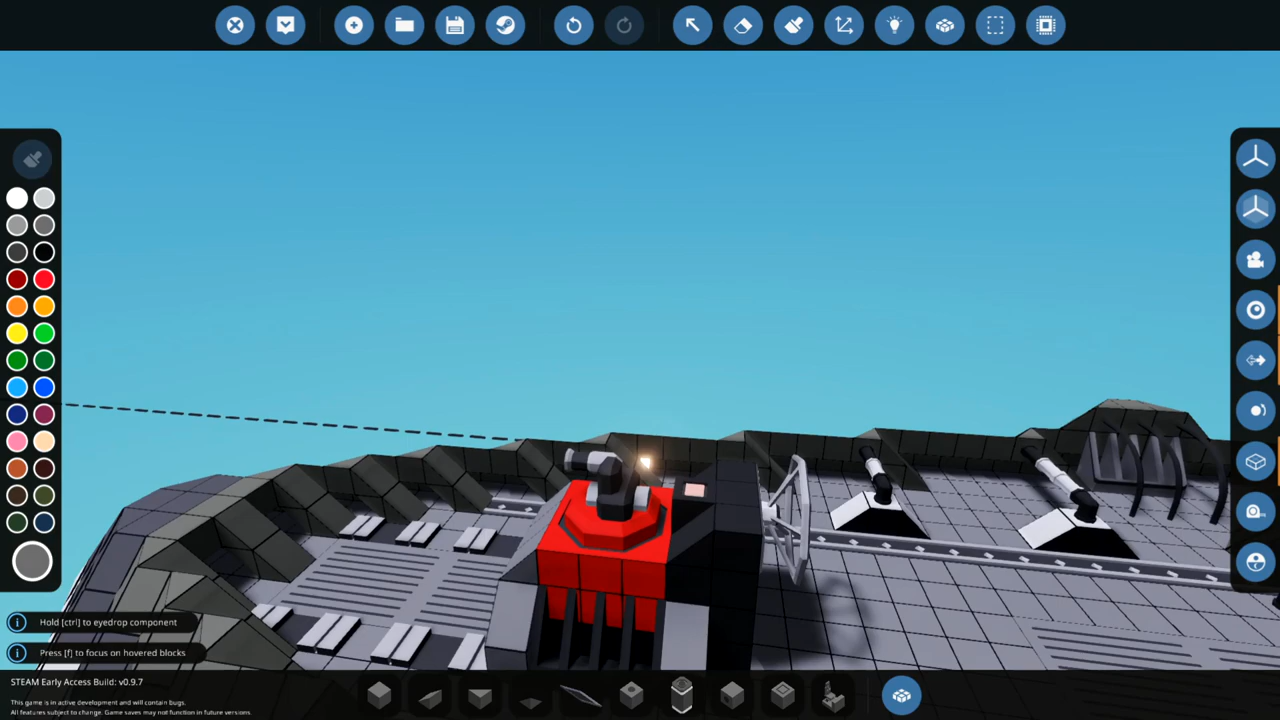 Hold [ctrl] to eyedrop component
Press [f] to focus on hovered blocks
STEAM Early Access Build: v0.9.7
This game is in active development and will contain bugs.
All features subject to change. Game saves may not function in future versions.